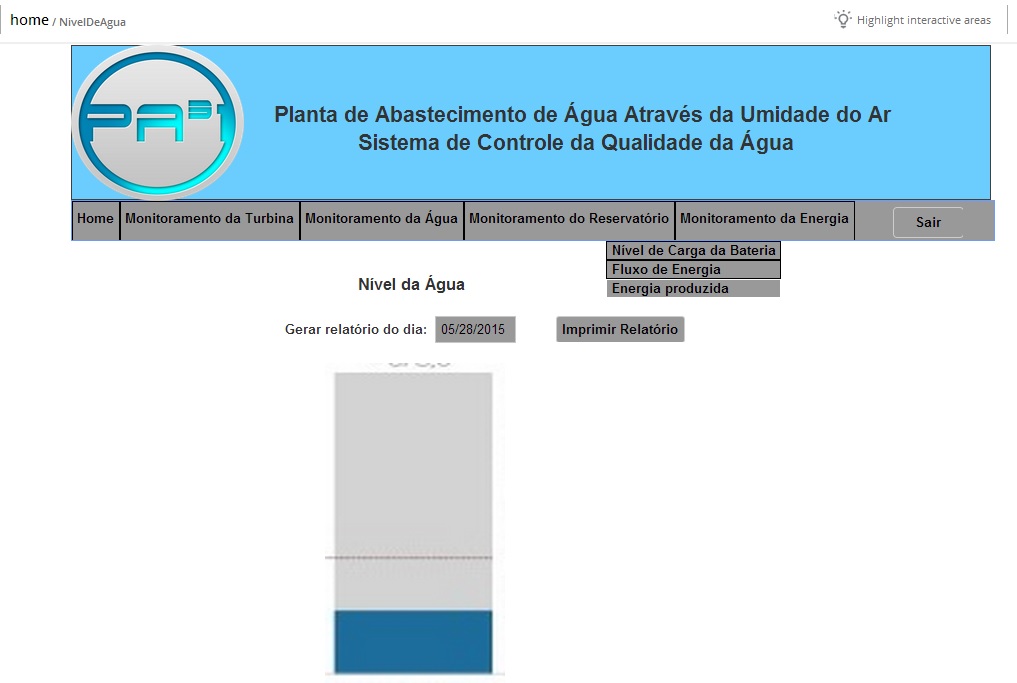 home / NivelDeAgua
Highlight interactive areas
PA31
Planta de Abastecimento de Água Através da Umidade do Ar
Sistema de Controle da Qualidade da Água
Home Monitoramento da Turbina Monitoramento da Água Monitoramento do Reservatório Monitoramento da Energia Sair
Nível de Carga da Bateria
Fluxo de Energia
Energia produzida
Nível da Água
Gerar relatório do dia: 05/28/2015 Imprimir Relatório